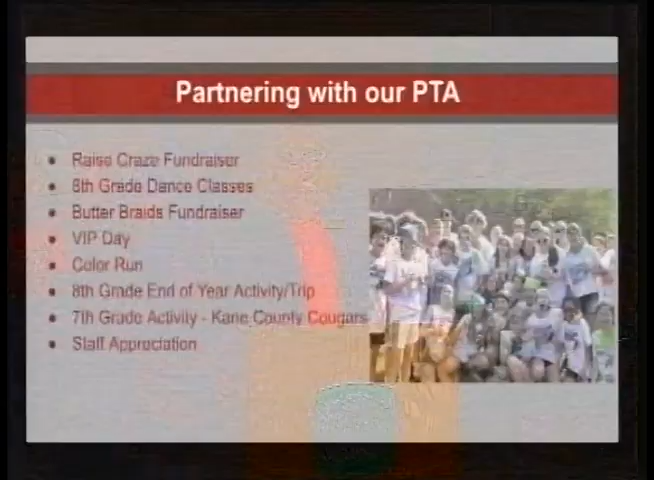 Partnering with our PTA
• Raise Craze Fundraiser
• 8th Grade Dance Classes
• Butter Braids Fundraiser
• VIP Day
• Color Run
• 8th Grade End of Year Activity/Trip
• 7th Grade Activity - Kane County Cougars
• Staff Appreciation